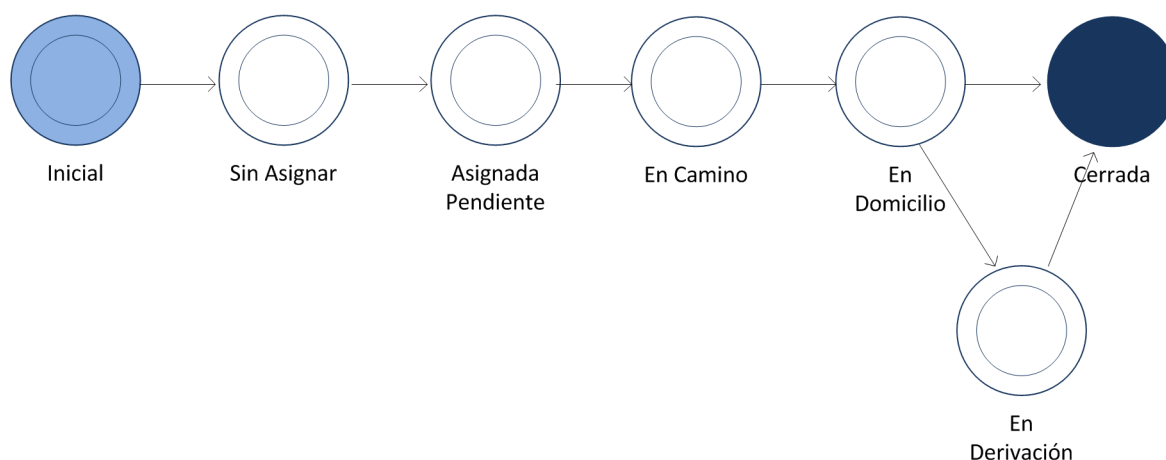 Inicial
Sin Asignar
Asignada
Pendiente
En Camino
En
Domicilio
Cerrada
En
Derivación